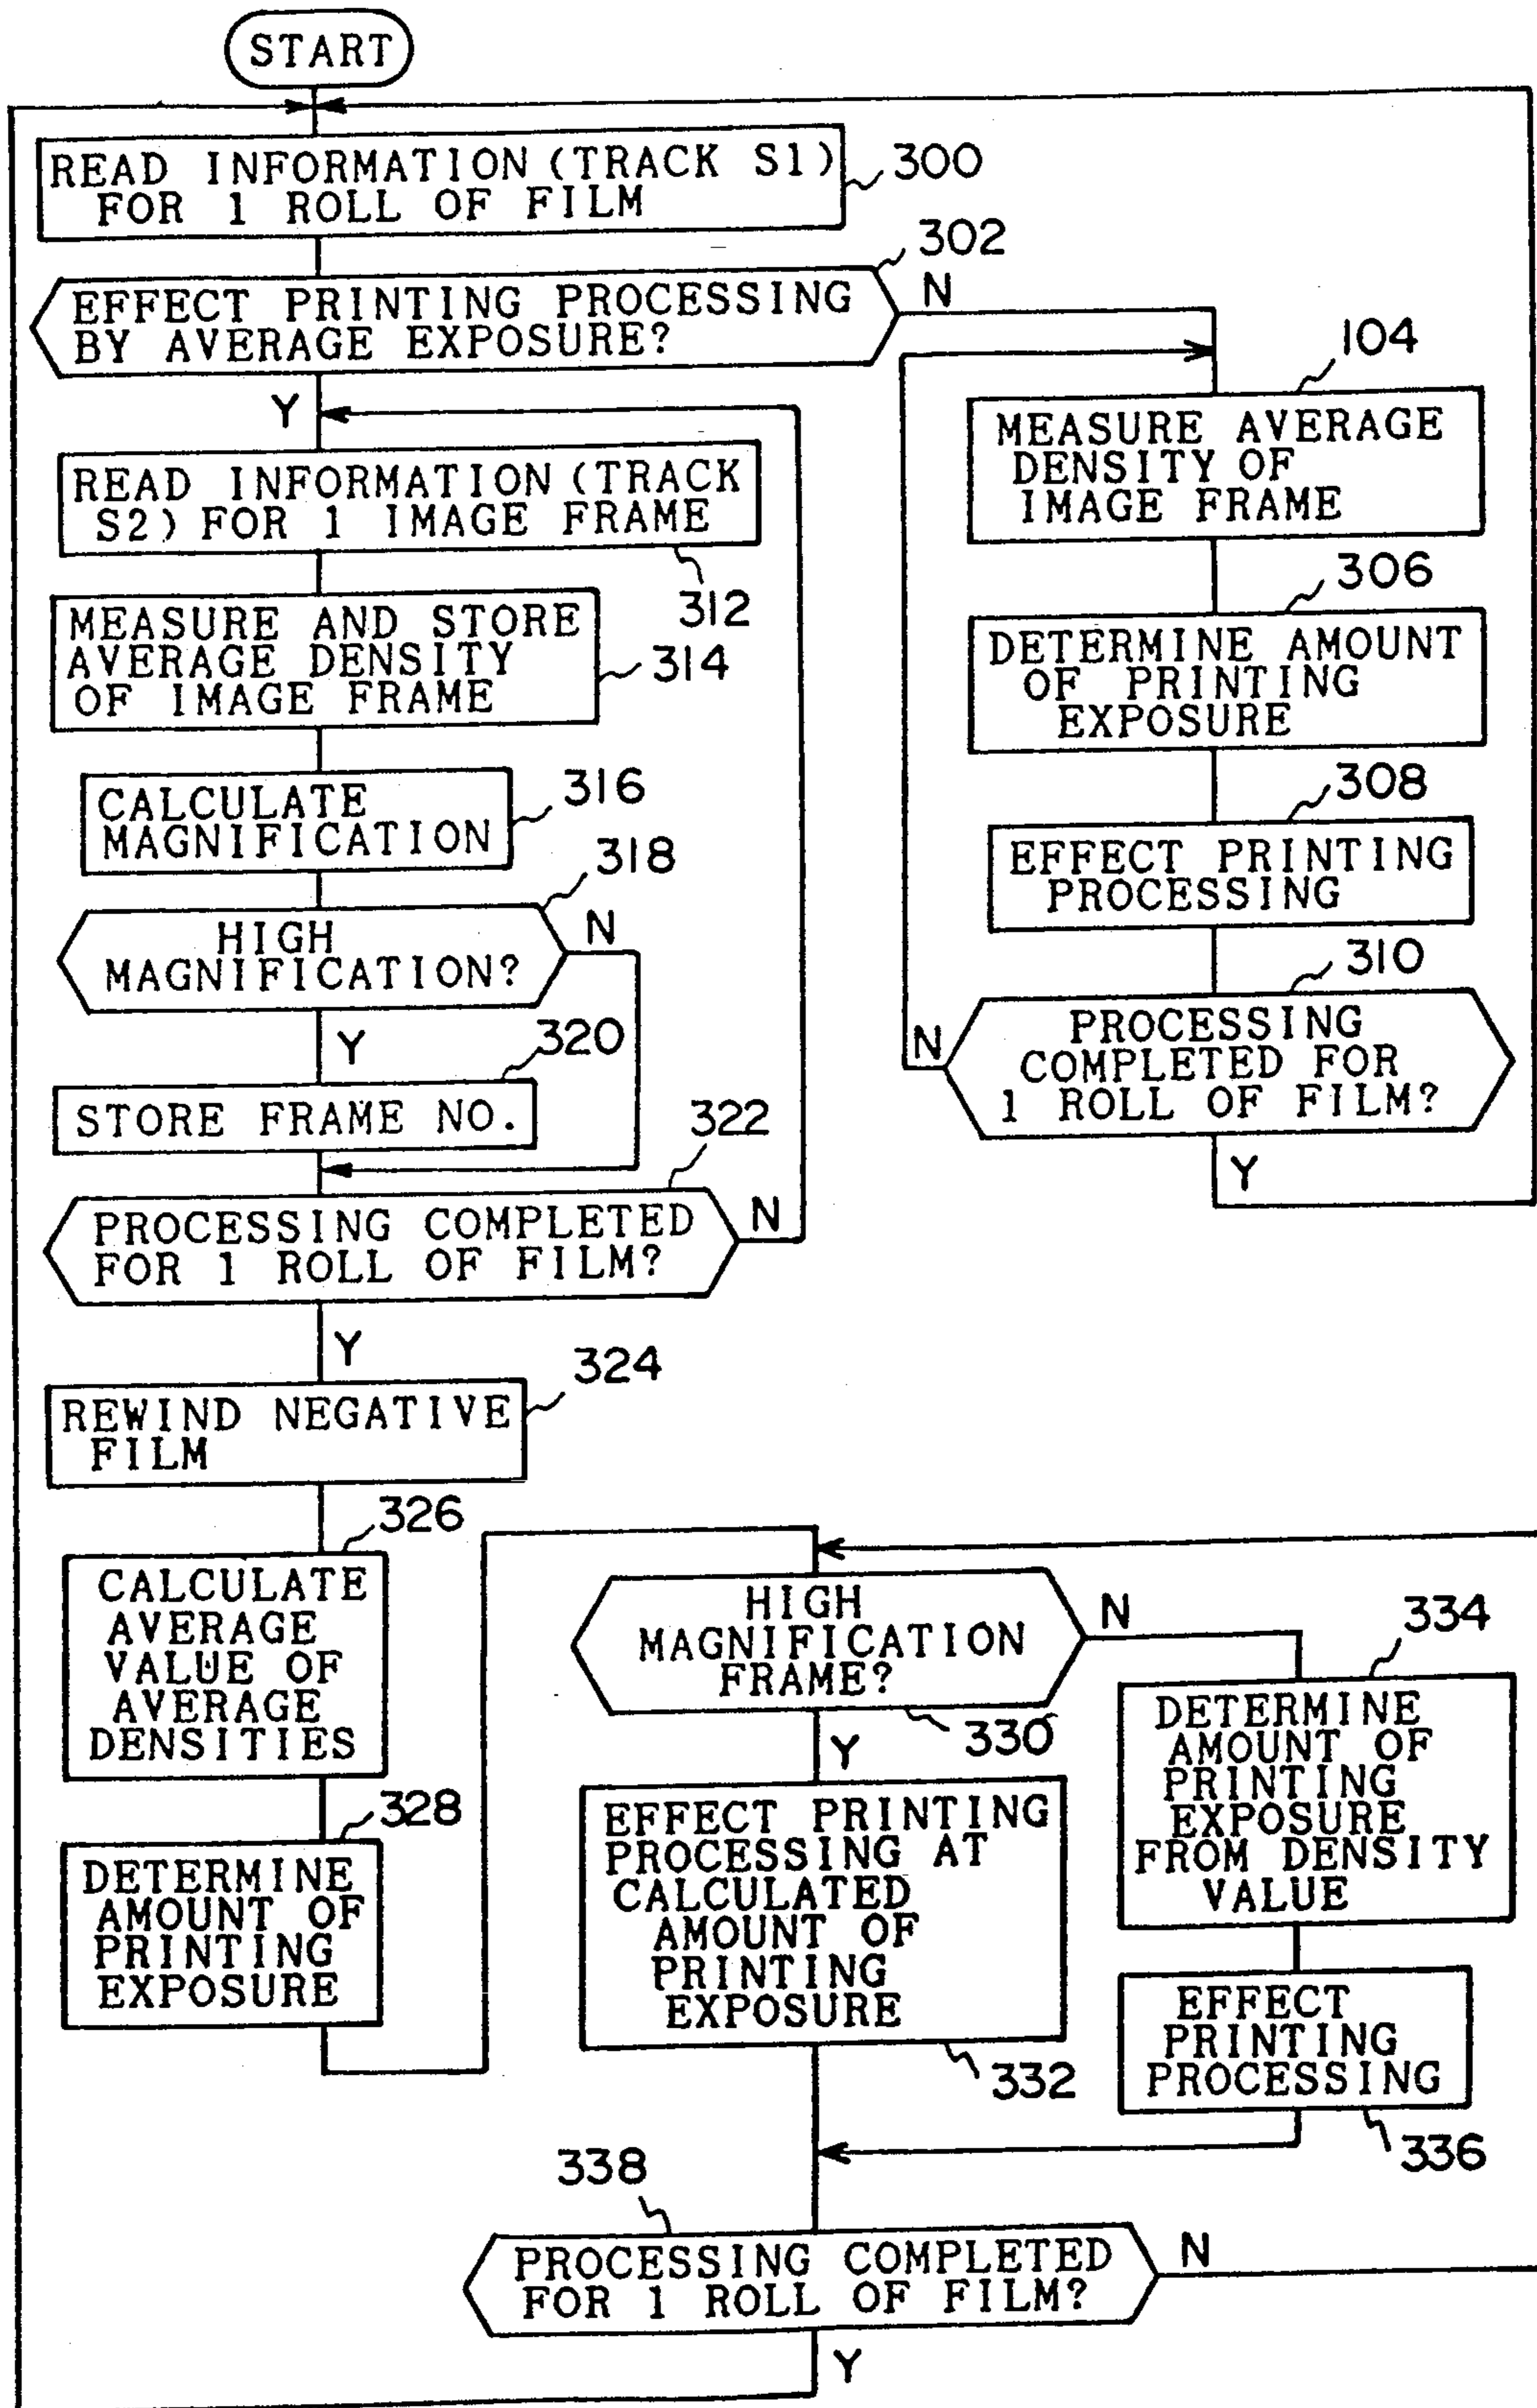 START
READ INFORMATION (TRACK S1)
FOR 1 ROLL OF FILM
300
302
EFFECT PRINTING PROCESSING
BY AVERAGE EXPOSURE?
N
Y
READ INFORMATION (TRACK
S2) FOR 1 IMAGE FRAME
312
MEASURE AND STORE
AVERAGE DENSITY
OF IMAGE FRAME
314
CALCULATE
MAGNIFICATION
316
318
HIGH
MAGNIFICATION?
N
Y
320
STORE FRAME NO.
322
PROCESSING COMPLETED
FOR 1 ROLL OF FILM?
N
Y
104
MEASURE AVERAGE
DENSITY OF
IMAGE FRAME
306
DETERMINE AMOUNT
OF PRINTING
EXPOSURE
308
EFFECT PRINTING
PROCESSING
310
PROCESSING
COMPLETED FOR
1 ROLL OF FILM?
N
Y
324
REWIND NEGATIVE
FILM
326
CALCULATE
AVERAGE
VALUE OF
AVERAGE
DENSITIES
328
DETERMINE
AMOUNT OF
PRINTING
EXPOSURE
HIGH
MAGNIFICATION
FRAME?
N
330
Y
EFFECT PRINTING
PROCESSING AT
CALCULATED
AMOUNT OF
PRINTING
EXPOSURE
332
334
DETERMINE
AMOUNT OF
PRINTING
EXPOSURE
FROM DENSITY
VALUE
EFFECT
PRINTING
PROCESSING
336
338
PROCESSING COMPLETED
FOR 1 ROLL OF FILM?
N
Y